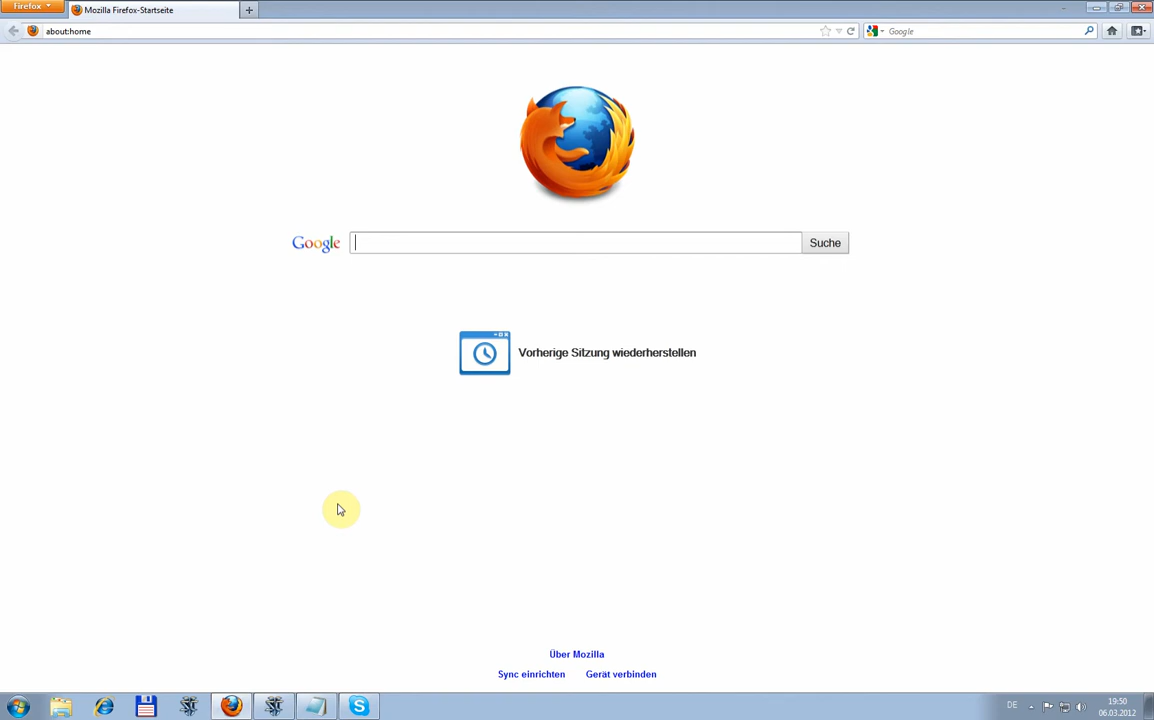 Firefox
Mozilla Firefox-Startseite
about:home
Google
Google
Suche
Vorherige Sitzung wiederherstellen
Über Mozilla
Sync einrichten
Gerät verbinden
DE
19:50
06.03.2012